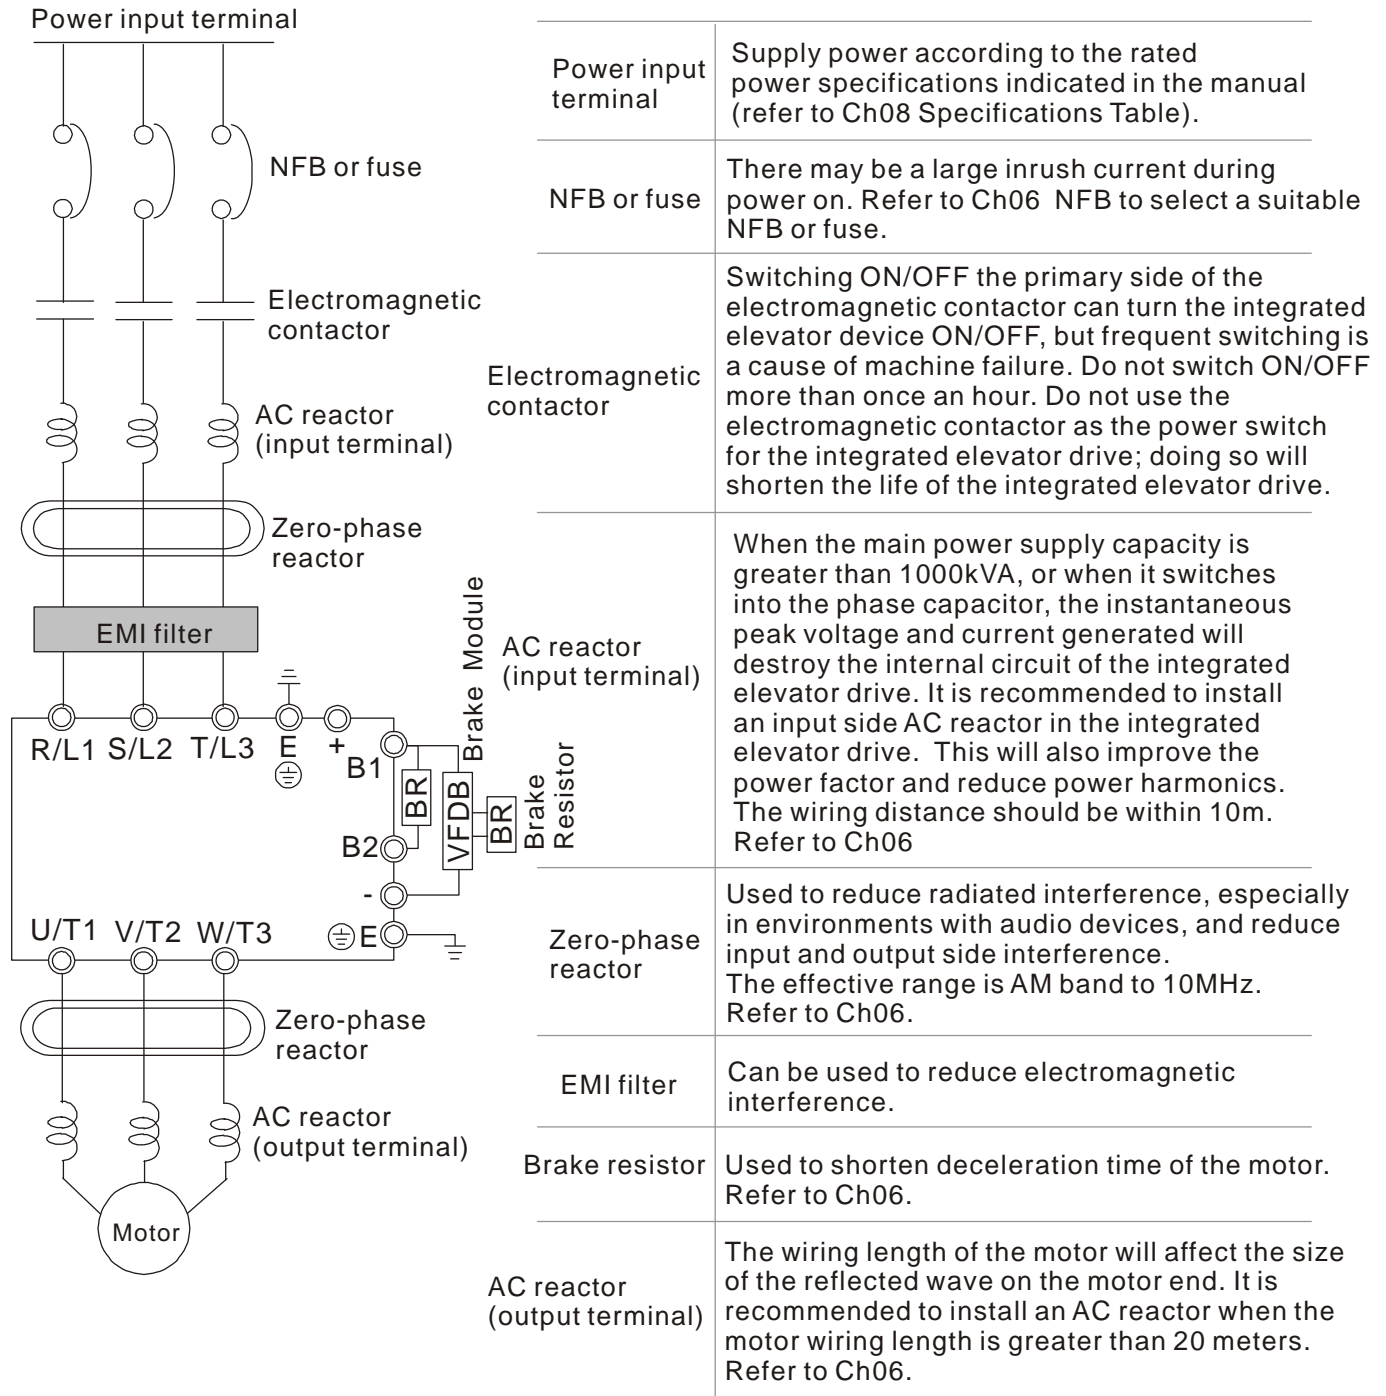 Power input terminal
NFB or fuse
Electromagnetic
contactor
AC reactor
(input terminal)
Zero-phase
reactor
EMI filter
R/L1 S/L2 T/L3 E +
B1
B2
-
E
BR
VFDB
BR
Brake Module
Brake
Resistor
U/T1 V/T2 W/T3
Zero-phase
reactor
AC reactor
(output terminal)
Motor
Power input
terminal
Supply power according to the rated
power specifications indicated in the manual
(refer to Ch08 Specifications Table).
NFB or fuse
There may be a large inrush current during
power on. Refer to Ch06 NFB to select a suitable
NFB or fuse.
Electromagnetic
contactor
Switching ON/OFF the primary side of the
electromagnetic contactor can turn the integrated
elevator device ON/OFF, but frequent switching is
a cause of machine failure. Do not switch ON/OFF
more than once an hour. Do not use the
electromagnetic contactor as the power switch
for the integrated elevator drive; doing so will
shorten the life of the integrated elevator drive.
AC reactor
(input terminal)
When the main power supply capacity is
greater than 1000kVA, or when it switches
into the phase capacitor, the instantaneous
peak voltage and current generated will
destroy the internal circuit of the integrated
elevator drive. It is recommended to install
an input side AC reactor in the integrated
elevator drive. This will also improve the
power factor and reduce power harmonics.
The wiring distance should be within 10m.
Refer to Ch06
Zero-phase
reactor
Used to reduce radiated interference, especially
in environments with audio devices, and reduce
input and output side interference.
The effective range is AM band to 10MHz.
Refer to Ch06.
EMI filter
Can be used to reduce electromagnetic
interference.
Brake resistor
Used to shorten deceleration time of the motor.
Refer to Ch06.
AC reactor
(output terminal)
The wiring length of the motor will affect the size
of the reflected wave on the motor end. It is
recommended to install an AC reactor when the
motor wiring length is greater than 20 meters.
Refer to Ch06.